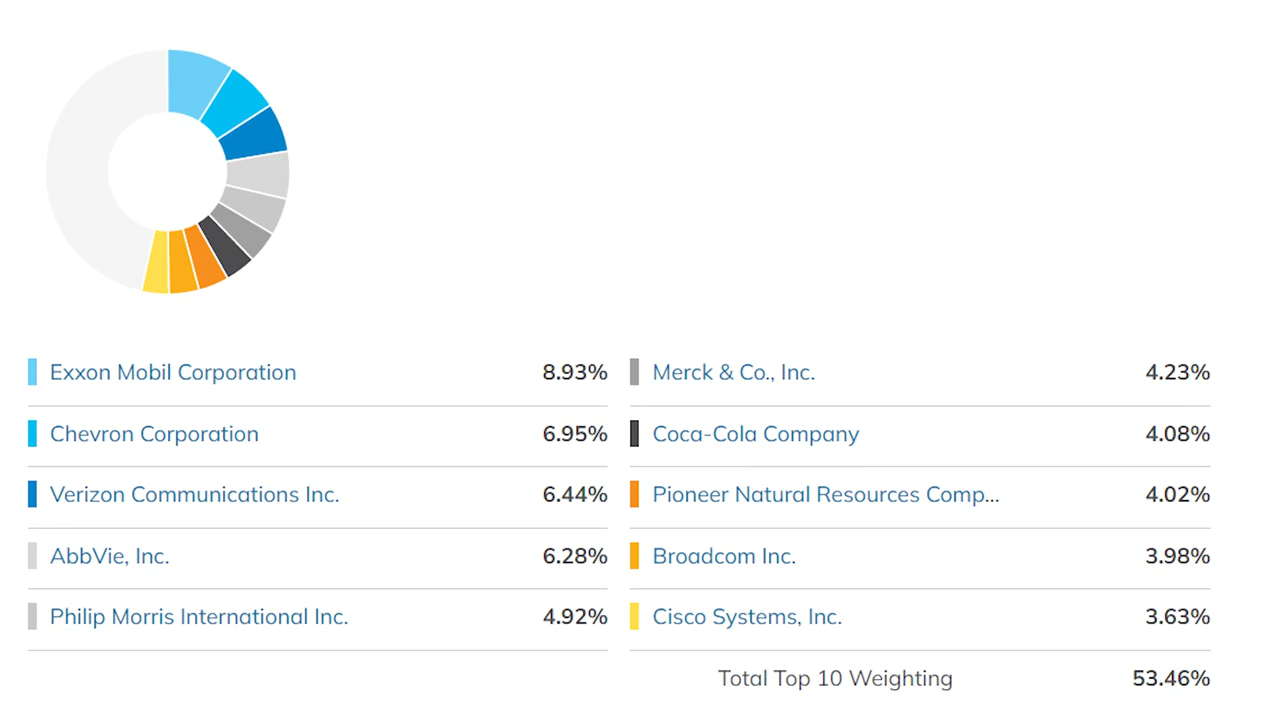 Exxon Mobil Corporation 8.93%
Chevron Corporation 6.95%
Verizon Communications Inc. 6.44%
AbbVie, Inc. 6.28%
Philip Morris International Inc. 4.92%
Merck & Co., Inc. 4.23%
Coca-Cola Company 4.08%
Pioneer Natural Resources Comp... 4.02%
Broadcom Inc. 3.98%
Cisco Systems, Inc. 3.63%
Total Top 10 Weighting 53.46%